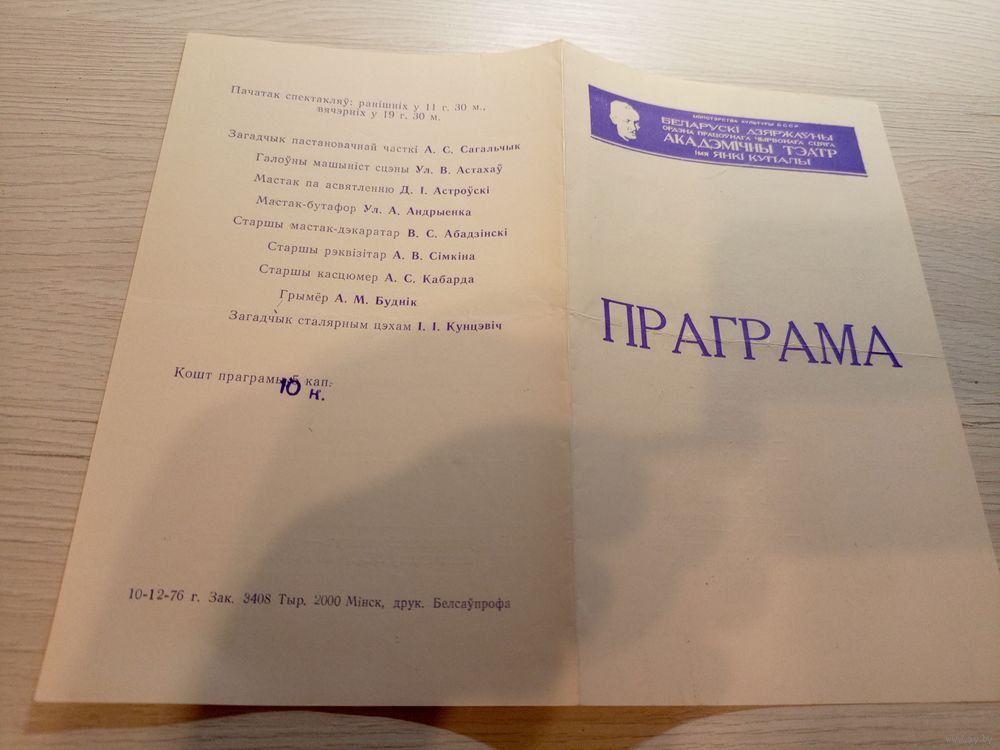 Пачатак спектакляў: ранішніх у 11 г. 30 м.,
вячэрніх у 19 г. 30 м.
Загадчык пастановачнай часткі А. С. Сагальчык
Галоўны машыніст сцэны Ул. В. Астахаў
Мастак па асвятленню Д. І. Астроўскі
Мастак-бутафор Ул. А. Андрыенка
Старшы мастак-дэкаратар В. С. Абадзінскі
Старшы рэквізітар А. В. Сімкіна
Старшы касцюмер А. С. Кабарда
Грымёр А. М. Буднік
Загадчык сталярным цэхам І. І. Кунцэвіч
Кошт праграмы 5 кап.
10 к.
10-12-76 г. Зак. 3408 Тыр. 2000 Мінск, друк. Белсаўпрофа
МІНІСТЭРСТВА КУЛЬТУРЫ БССР
БЕЛАРУСКІ ДЗЯРЖАЎНЫ
ОРДЭНА ПРАЦОЎНАГА ЧЫРВОНАГА СЦЯГА
АКАДЭМІЧНЫ ТЭАТР
імя ЯНКІ КУПАЛЫ
ПРАГРАМА
www.ay.by